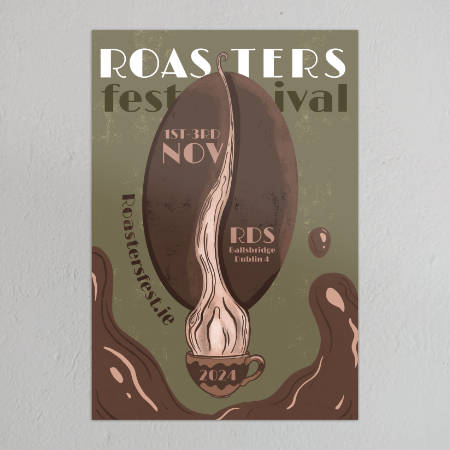 ROASTERS
festival
1ST-3RD
NOV
RDS
Ballsbridge
Dublin 4
Roastersfest.ie
2024